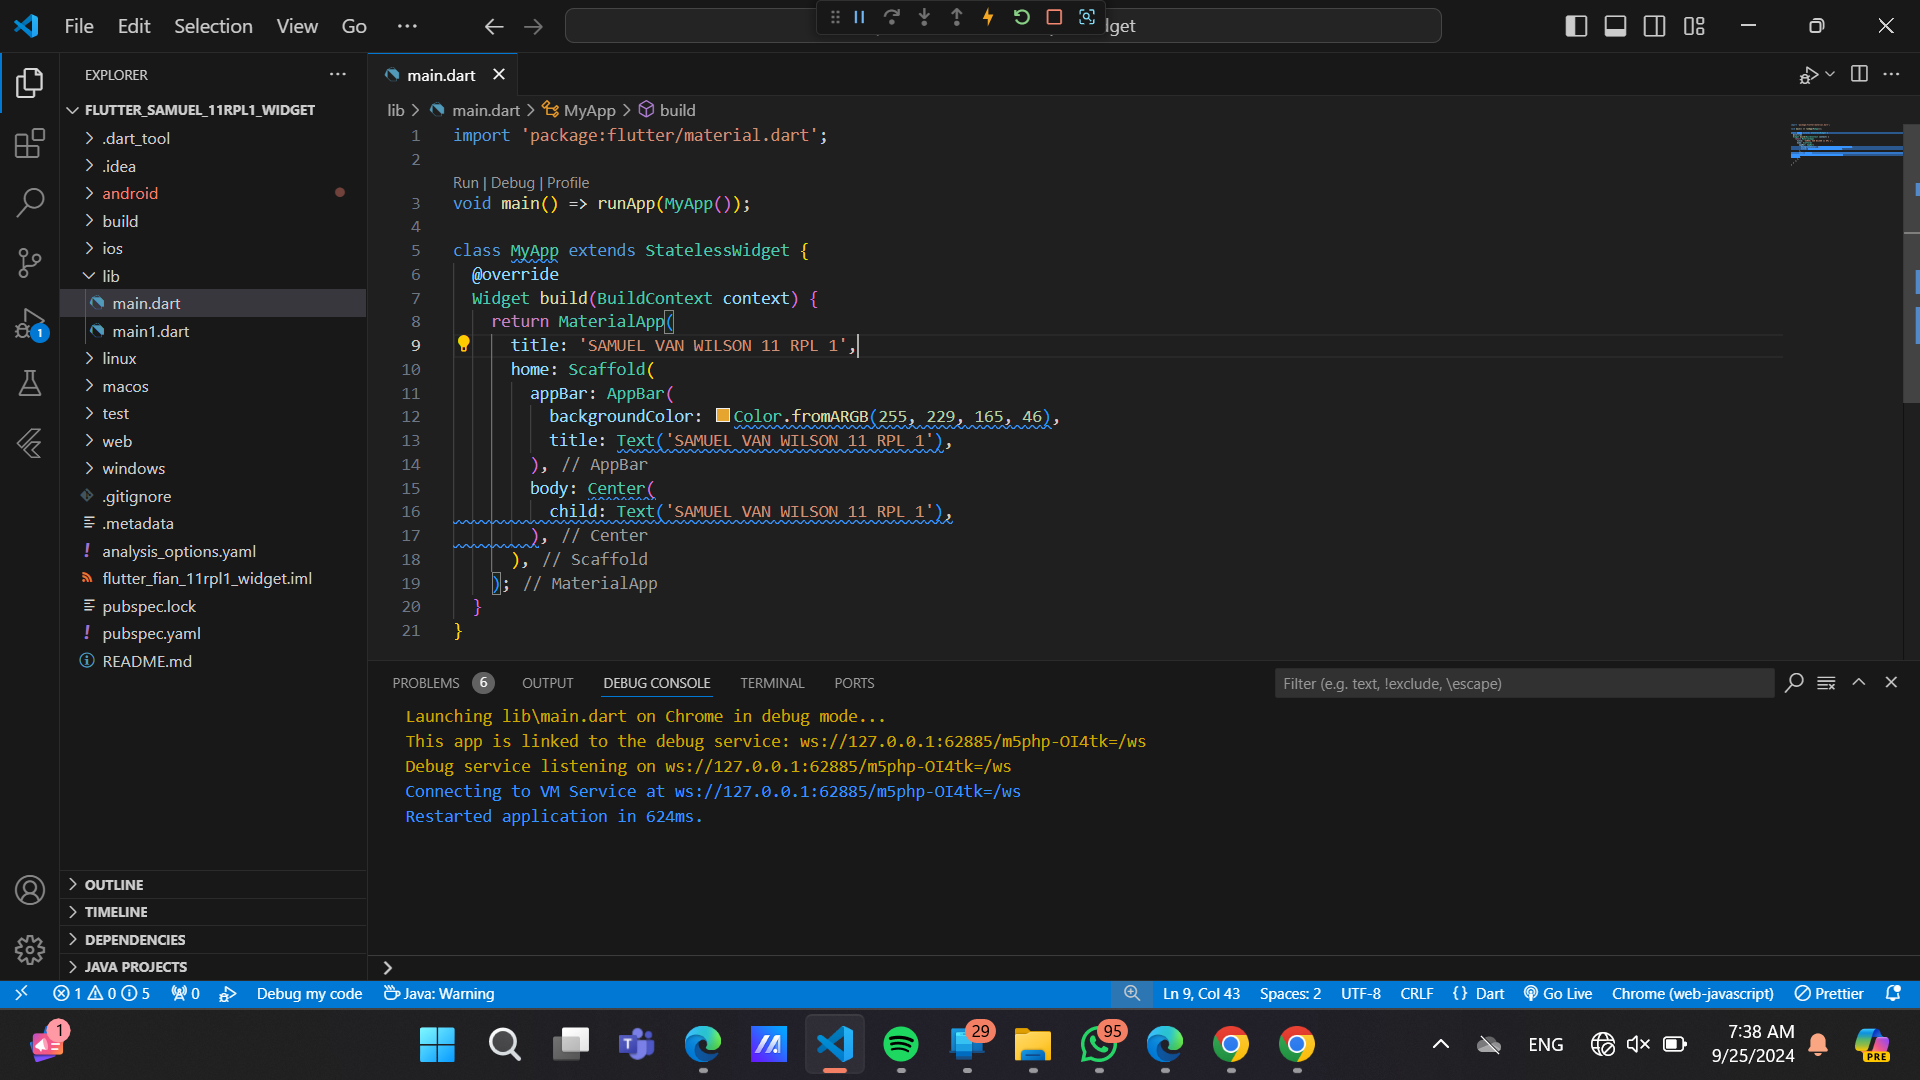 File Edit Selection View Go ... lget
EXPLORER
FLUTTER_SAMUEL_11RPL1_WIDGET
.dart_tool
.idea
android
build
ios
lib
main.dart
main1.dart
linux
macos
test
web
windows
.gitignore
.metadata
analysis_options.yaml
flutter_fian_11rpl1_widget.iml
pubspec.lock
pubspec.yaml
README.md
OUTLINE
TIMELINE
DEPENDENCIES
JAVA PROJECTS
main.dart
lib > main.dart > MyApp > build
1 import 'package:flutter/material.dart';
2
Run | Debug | Profile
3 void main() => runApp(MyApp());
4
5 class MyApp extends StatelessWidget {
6 @override
7 Widget build(BuildContext context) {
8 return MaterialApp(
9 title: 'SAMUEL VAN WILSON 11 RPL 1',
10 home: Scaffold(
11 appBar: AppBar(
12 backgroundColor: Color.fromARGB(255, 229, 165, 46),
13 title: Text('SAMUEL VAN WILSON 11 RPL 1'),
14 ), // AppBar
15 body: Center(
16 child: Text('SAMUEL VAN WILSON 11 RPL 1'),
17 ), // Center
18 ), // Scaffold
19 ); // MaterialApp
20 }
21 }
PROBLEMS 6 OUTPUT DEBUG CONSOLE TERMINAL PORTS Filter (e.g. text, !exclude, \escape)
Launching lib\main.dart on Chrome in debug mode...
This app is linked to the debug service: ws://127.0.0.1:62885/m5php-OI4tk=/ws
Debug service listening on ws://127.0.0.1:62885/m5php-OI4tk=/ws
Connecting to VM Service at ws://127.0.0.1:62885/m5php-OI4tk=/ws
Restarted application in 624ms.
1 0 5 0 Debug my code Java: Warning Ln 9, Col 43 Spaces: 2 UTF-8 CRLF {} Dart Go Live Chrome (web-javascript) Prettier
1 29 95 ENG 7:38 AM
9/25/2024
PRE